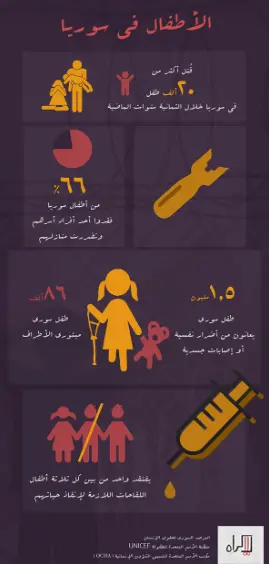 الأطفال في سوريا
قُتل أكثر من
٢٠ ألف طفل
في سوريا خلال الثمانية سنوات الماضية
٦٦٪
من أطفال سوريا
فقدوا أحد أفراد أسرهم
وتضررت منازلهم
١,٥ مليون
طفل سوري
يعانون من أضرار نفسية
أو إصابات جسدية
٨٦ ألف
طفل سوري
مبتوري الأطراف
يفتقد واحد من بين كل ثلاثة أطفال
اللقاحات اللازمة لإنقاذ حياتهم
المرصد السوري لحقوق الإنسان
منظمة الأمم المتحدة للطفولة UNICEF
مكتب الأمم المتحدة لتنسيق الشؤون الإنسانية (OCHA)